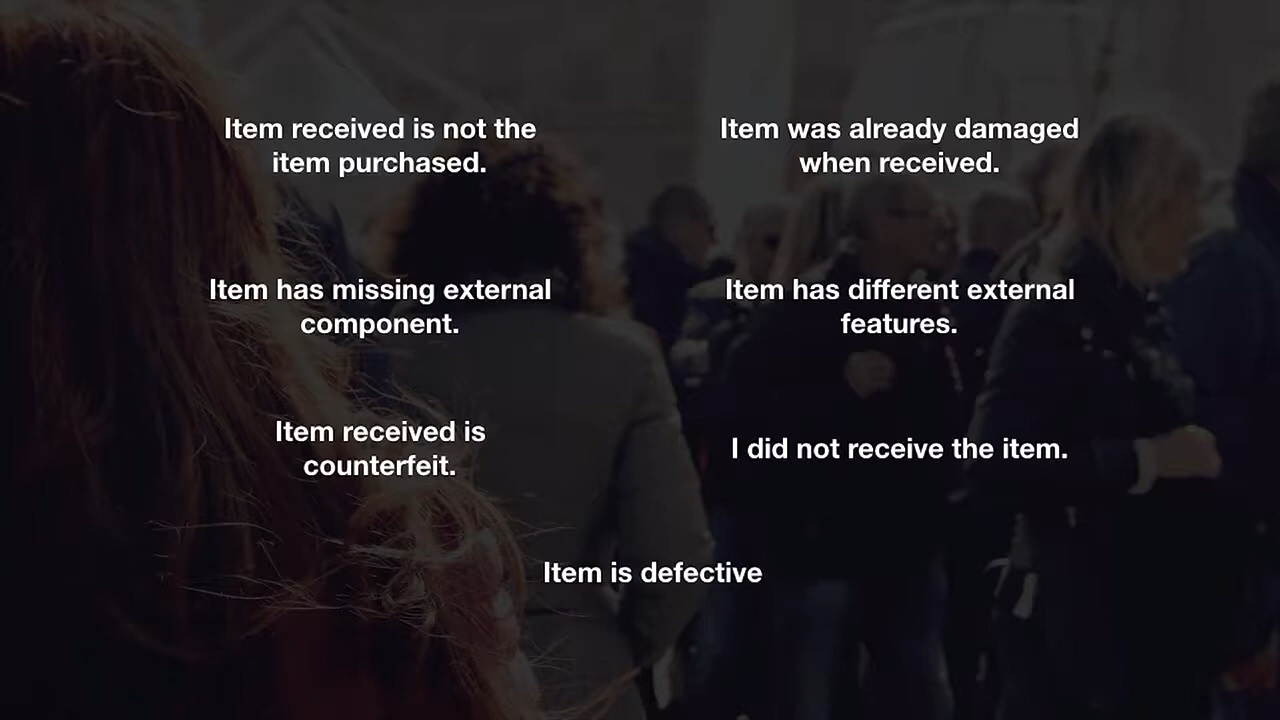 Item received is not the
item purchased.
Item was already damaged
when received.
Item has missing external
component.
Item has different external
features.
Item received is
counterfeit.
I did not receive the item.
Item is defective